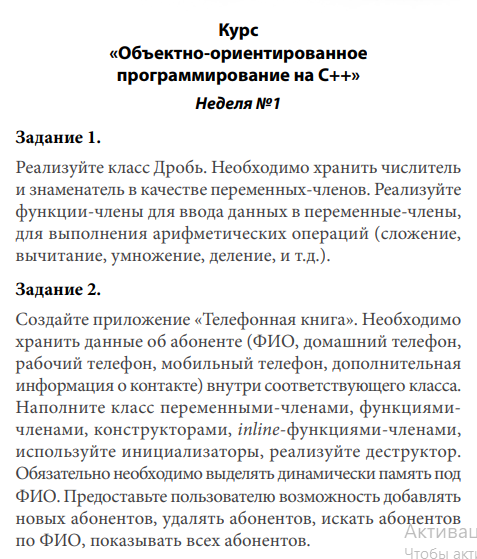 Курс
«Объектно-ориентированное
программирование на C++»
Неделя №1
Задание 1.
Реализуйте класс Дробь. Необходимо хранить числитель
и знаменатель в качестве переменных-членов. Реализуйте
функции-члены для ввода данных в переменные-члены,
для выполнения арифметических операций (сложение,
вычитание, умножение, деление, и т.д.).
Задание 2.
Создайте приложение «Телефонная книга». Необходимо
хранить данные об абоненте (ФИО, домашний телефон,
рабочий телефон, мобильный телефон, дополнительная
информация о контакте) внутри соответствующего класса.
Наполните класс переменными-членами, функциями-
членами, конструкторами, inline-функциями-членами,
используйте инициализаторы, реализуйте деструктор.
Обязательно необходимо выделять динамически память под
ФИО. Предоставьте пользователю возможность добавлять
новых абонентов, удалять абонентов, искать абонентов
по ФИО, показывать всех абонентов.
Активац
Чтобы акти